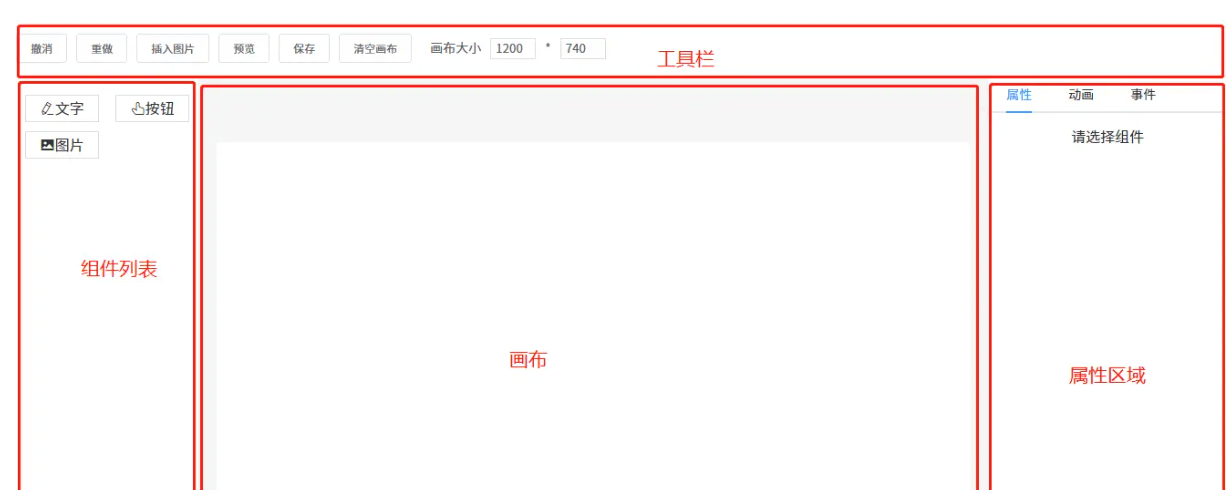 撤消 重做 插入图片 预览 保存 清空画布 画布大小 1200 * 740
工具栏
文字 按钮
图片
组件列表
画布
属性 动画 事件
请选择组件
属性区域